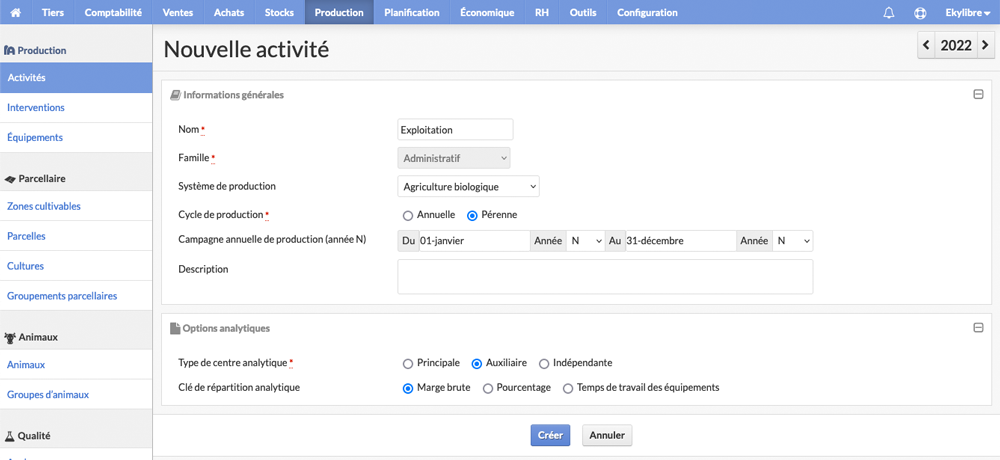 Tiers Comptabilité Ventes Achats Stocks Production Planification Économique RH Outils Configuration Ekylibre
Production
Activités
Interventions
Équipements
Parcellaire
Zones cultivables
Parcelles
Cultures
Groupements parcellaires
Animaux
Animaux
Groupes d'animaux
Qualité
Nouvelle activité
2022
Informations générales
Nom * Exploitation
Famille * Administratif
Système de production Agriculture biologique
Cycle de production * Annuelle Pérenne
Campagne annuelle de production (année N) Du 01-janvier Année N Au 31-décembre Année N
Description
Options analytiques
Type de centre analytique * Principale Auxiliaire Indépendante
Clé de répartition analytique Marge brute Pourcentage Temps de travail des équipements
Créer Annuler